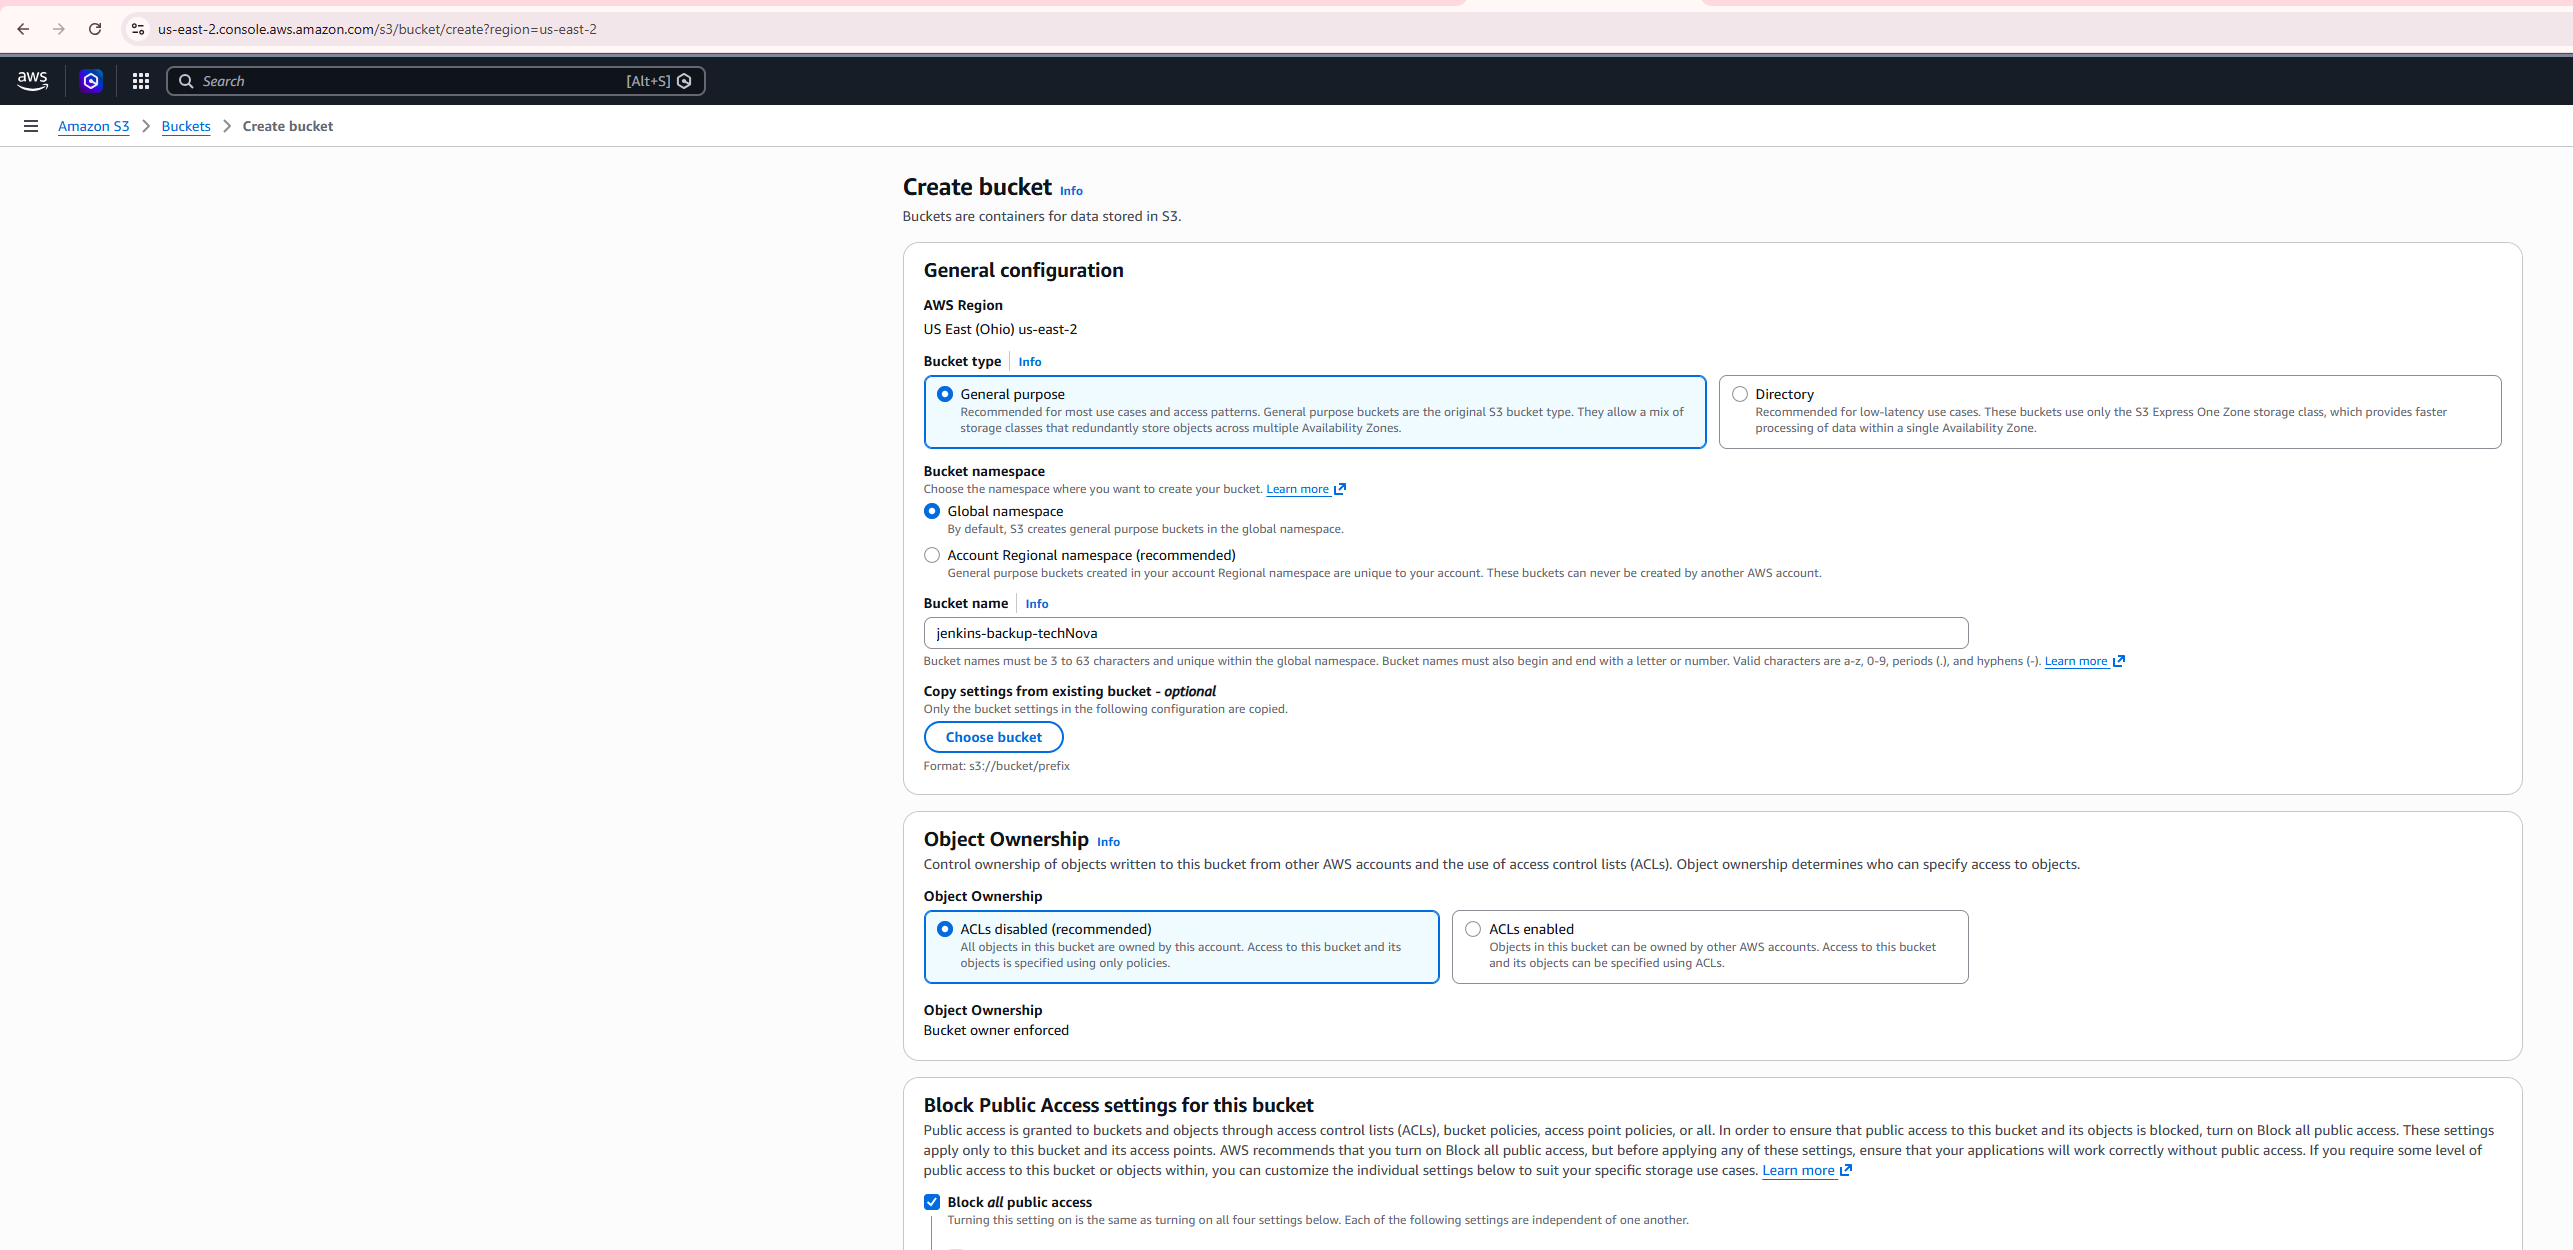 us-east-2.console.aws.amazon.com/s3/bucket/create?region=us-east-2
aws
Search [Alt+S]
Amazon S3 > Buckets > Create bucket
Create bucket Info
Buckets are containers for data stored in S3.
General configuration
AWS Region
US East (Ohio) us-east-2
Bucket type Info
General purpose
Recommended for most use cases and access patterns. General purpose buckets are the original S3 bucket type. They allow a mix of
storage classes that redundantly store objects across multiple Availability Zones.
Directory
Recommended for low-latency use cases. These buckets use only the S3 Express One Zone storage class, which provides faster
processing of data within a single Availability Zone.
Bucket namespace
Choose the namespace where you want to create your bucket. Learn more
Global namespace
By default, S3 creates general purpose buckets in the global namespace.
Account Regional namespace (recommended)
General purpose buckets created in your account Regional namespace are unique to your account. These buckets can never be created by another AWS account.
Bucket name Info
jenkins-backup-techNova
Bucket names must be 3 to 63 characters and unique within the global namespace. Bucket names must also begin and end with a letter or number. Valid characters are a-z, 0-9, periods (.), and hyphens (-). Learn more
Copy settings from existing bucket - optional
Only the bucket settings in the following configuration are copied.
Choose bucket
Format: s3://bucket/prefix
Object Ownership Info
Control ownership of objects written to this bucket from other AWS accounts and the use of access control lists (ACLs). Object ownership determines who can specify access to objects.
Object Ownership
ACLs disabled (recommended)
All objects in this bucket are owned by this account. Access to this bucket and its
objects is specified using only policies.
ACLs enabled
Objects in this bucket can be owned by other AWS accounts. Access to this bucket
and its objects can be specified using ACLs.
Object Ownership
Bucket owner enforced
Block Public Access settings for this bucket
Public access is granted to buckets and objects through access control lists (ACLs), bucket policies, access point policies, or all. In order to ensure that public access to this bucket and its objects is blocked, turn on Block all public access. These settings
apply only to this bucket and its access points. AWS recommends that you turn on Block all public access, but before applying any of these settings, ensure that your applications will work correctly without public access. If you require some level of
public access to this bucket or objects within, you can customize the individual settings below to suit your specific storage use cases. Learn more
Block all public access
Turning this setting on is the same as turning on all four settings below. Each of the following settings are independent of one another.